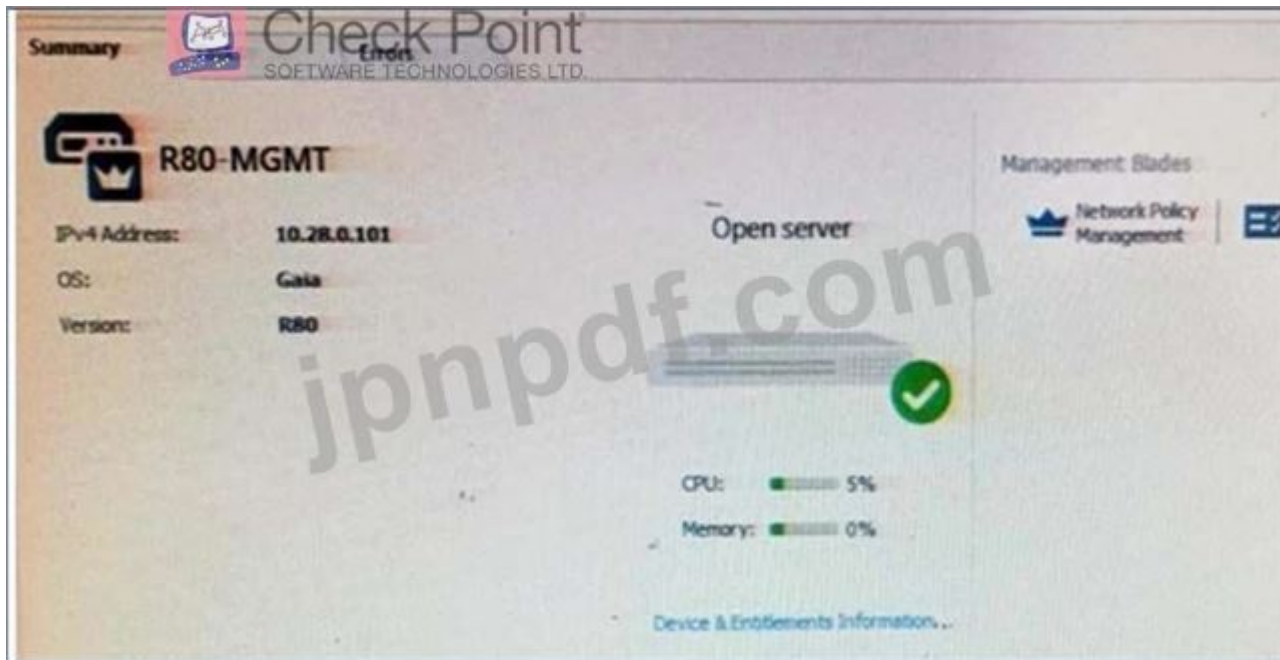 Summary
Errors
Check Point
SOFTWARE TECHNOLOGIES LTD.
R80-MGMT
IPv4 Address: 10.28.0.101
OS: Gaia
Version: R80
Open server
CPU: 5%
Memory: 0%
Device & Entitlements Information...
Management Blades
Network Policy
Management
jpnpdf.com